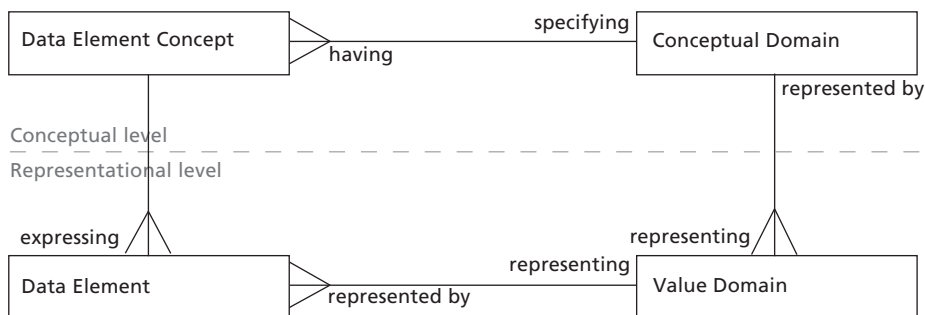 specifying
Data Element Concept
Conceptual Domain
having
represented by
Conceptual level
Representational level
expressing
representing
representing
Data Element
represented by
Value Domain